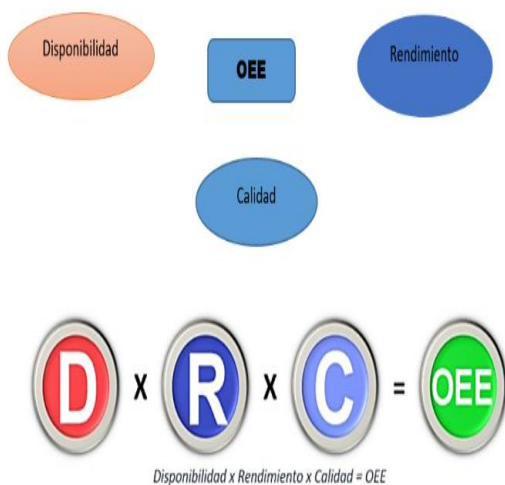 Disponibilidad
OEE
Rendimiento
Calidad
D x R x C = OEE
Disponibilidad x Rendimiento x Calidad = OEE